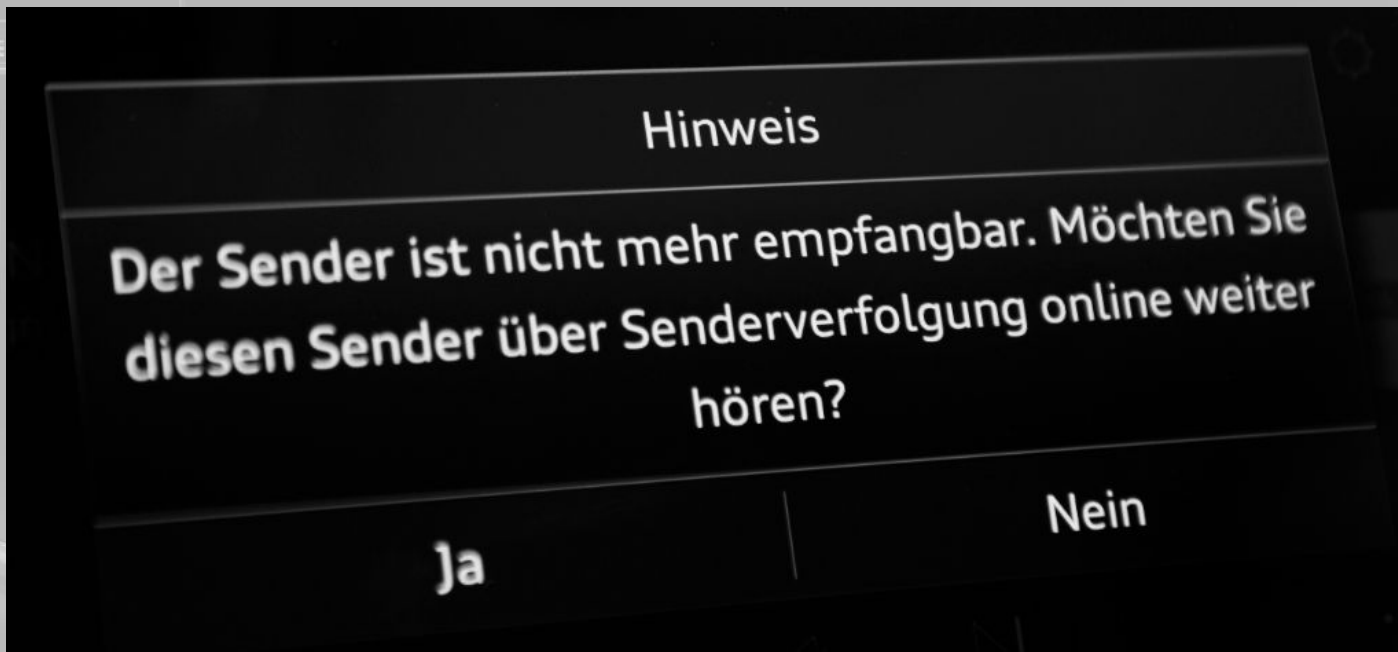 Hinweis
Der Sender ist nicht mehr empfangbar. Möchten Sie
diesen Sender über Senderverfolgung online weiter
hören?
Ja
Nein